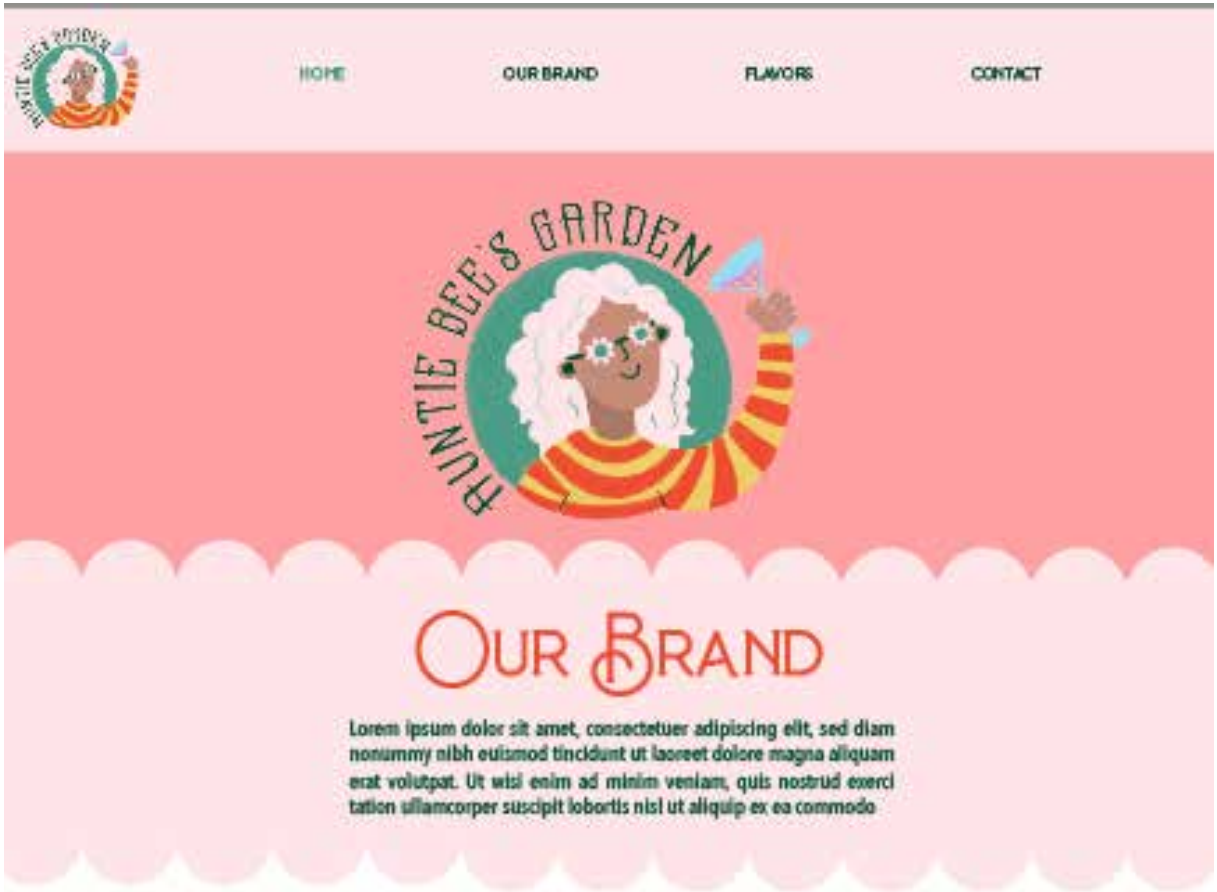 AUNTIE BEE'S GARDEN
HOME OUR BRAND FLAVORS CONTACT
AUNTIE BEE'S GARDEN
OUR BRAND
Lorem ipsum dolor sit amet, consectetuer adipiscing elit, sed diam
nonummy nibh euismod tincidunt ut laoreet dolore magna aliquam
erat volutpat. Ut wisi enim ad minim veniam, quis nostrud exerci
tation ullamcorper suscipit lobortis nisl ut aliquip ex ea commodo